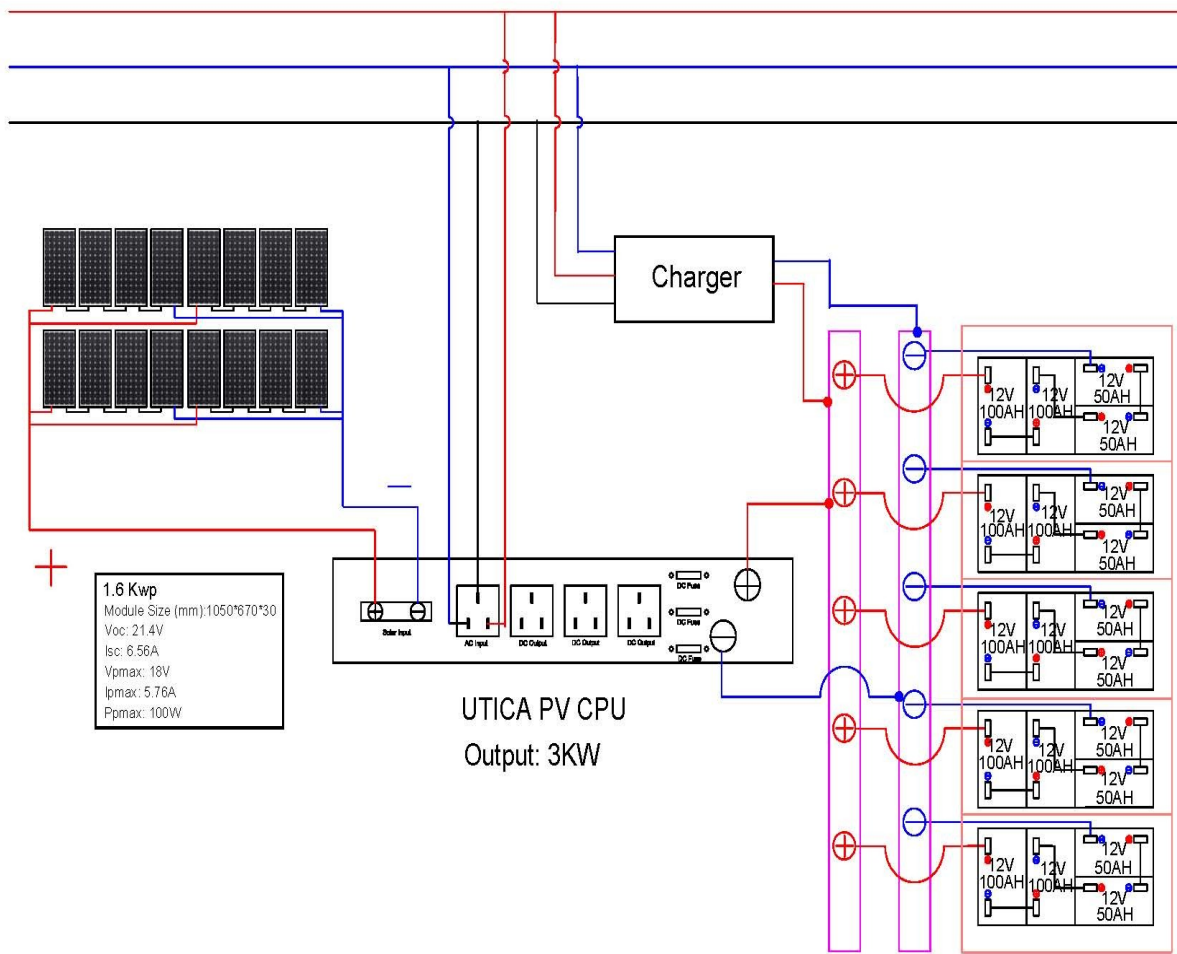 Charger
1.6 Kwp
Module Size (mm):1050*670*30
Voc: 21.4V
Isc: 6.56A
Vpmax: 18V
Ipmax: 5.76A
Ppmax: 100W
Solar Input
AC Input
DC Output
DC Output
DC Output
DC Fuse
DC Fuse
DC Fuse
UTICA PV CPU
Output: 3KW
12V
100AH
12V
100AH
12V
50AH
12V
50AH
12V
100AH
12V
100AH
12V
50AH
12V
50AH
12V
100AH
12V
100AH
12V
50AH
12V
50AH
12V
100AH
12V
100AH
12V
50AH
12V
50AH
12V
100AH
12V
100AH
12V
50AH
12V
50AH